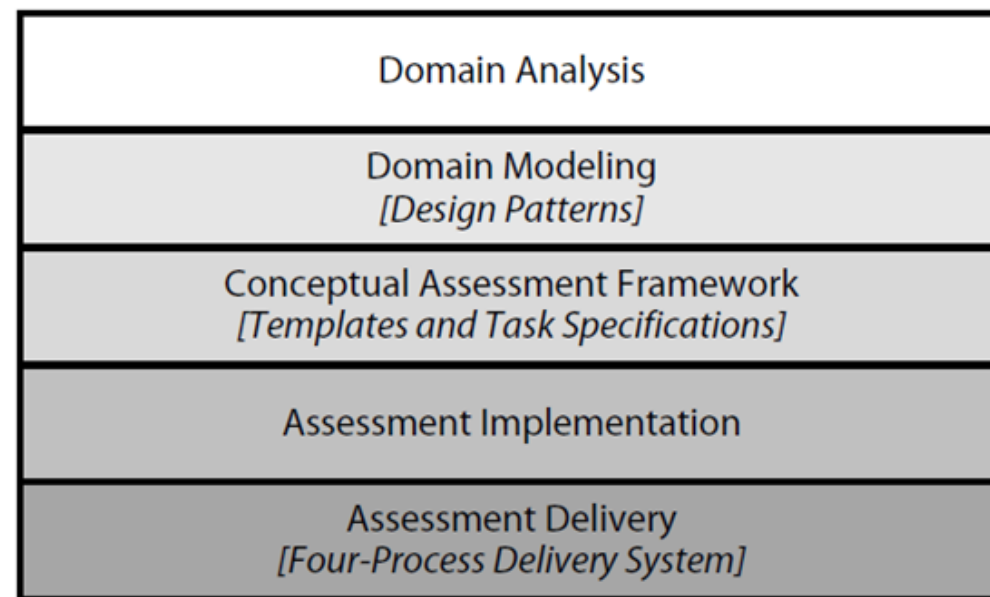 Domain Analysis
Domain Modeling
[Design Patterns]
Conceptual Assessment Framework
[Templates and Task Specifications]
Assessment Implementation
Assessment Delivery
[Four-Process Delivery System]